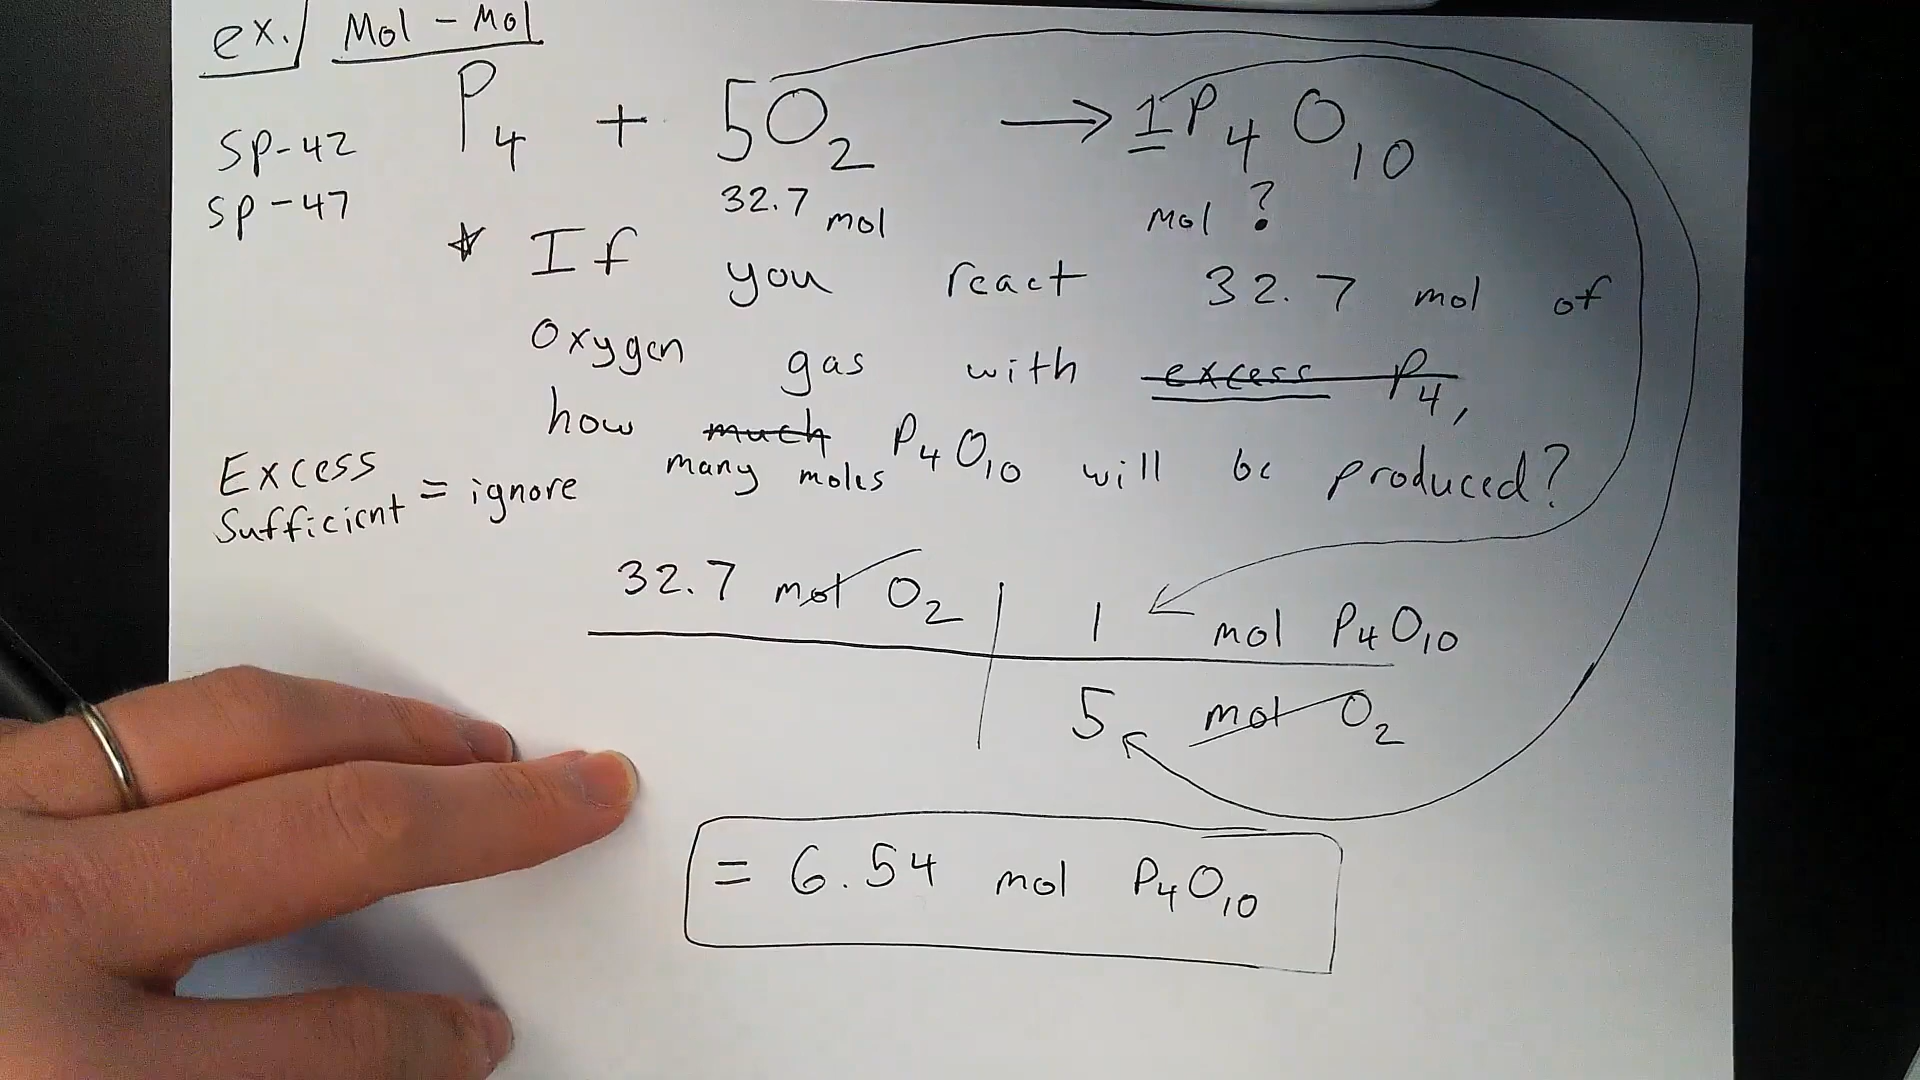 ex. Mol - Mol
P4 + 5O2 → 1P4O10
SP-42
SP-47
32.7 mol
Mol ?
* If you react 32.7 mol of
oxygen gas with excess P4,
how much many moles P4O10 will be produced?
Excess
Sufficient = ignore
32.7 mol O2 | 1 mol P4O10
5 mol O2
= 6.54 mol P4O10